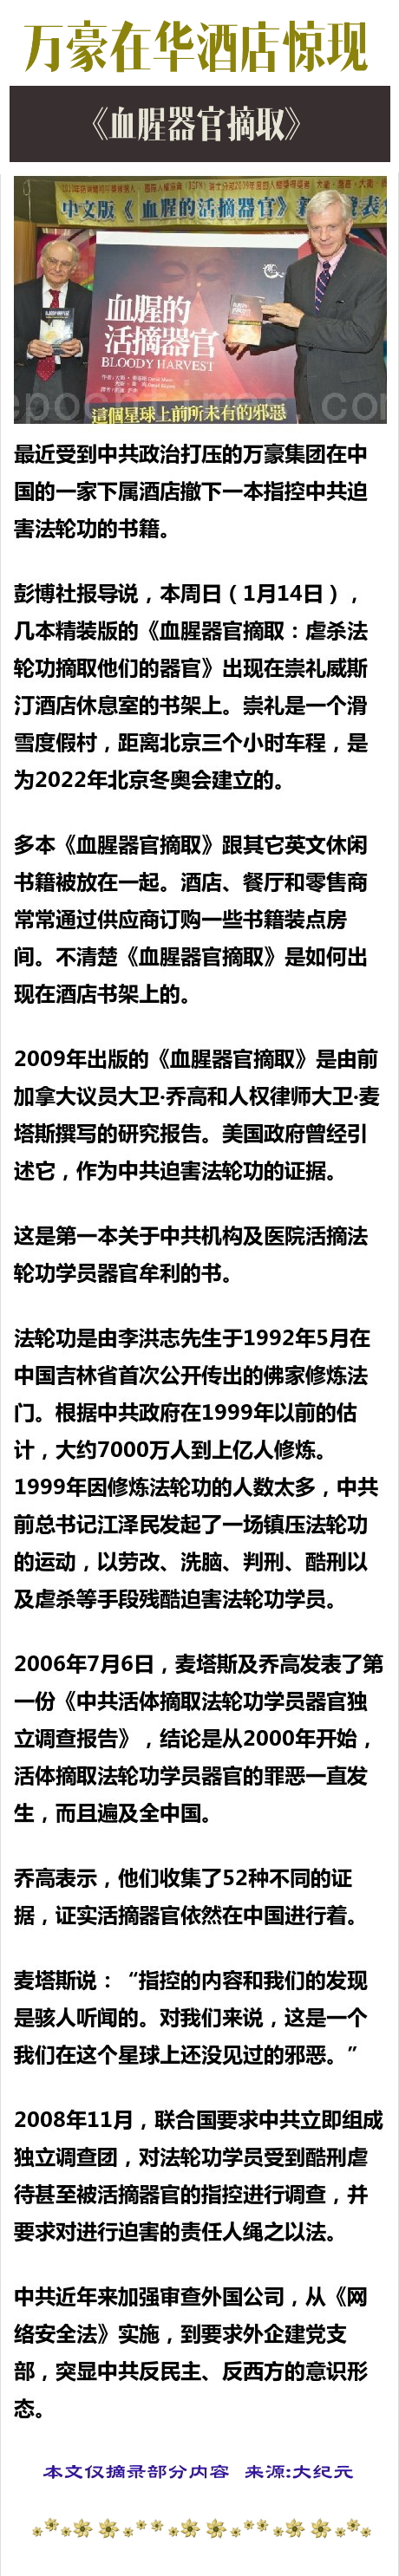 万豪在华酒店惊现
《血腥器官摘取》
中文版《血腥的活摘器官》新
血腥的
活摘器官
BLOODY HARVEST
這個星球上前所未有的邪惡
最近受到中共政治打压的万豪集团在中
国的一家下属酒店撤下一本指控中共迫
害法轮功的书籍。
彭博社报导说，本周日（1月14日），
几本精装版的《血腥器官摘取：虐杀法
轮功摘取他们的器官》出现在崇礼威斯
汀酒店休息室的书架上。崇礼是一个滑
雪度假村，距离北京三个小时车程，是
为2022年北京冬奥会建立的。
多本《血腥器官摘取》跟其它英文休闲
书籍被放在一起。酒店、餐厅和零售商
常常通过供应商订购一些书籍装点房
间。不清楚《血腥器官摘取》是如何出
现在酒店书架上的。
2009年出版的《血腥器官摘取》是由前
加拿大议员大卫·乔高和人权律师大卫·麦
塔斯撰写的研究报告。美国政府曾经引
述它，作为中共迫害法轮功的证据。
这是第一本关于中共机构及医院活摘法
轮功学员器官牟利的书。
法轮功是由李洪志先生于1992年5月在
中国吉林省首次公开传出的佛家修炼法
门。根据中共政府在1999年以前的估
计，大约7000万人到上亿人修炼。
1999年因修炼法轮功的人数太多，中共
前总书记江泽民发起了一场镇压法轮功
的运动，以劳改、洗脑、判刑、酷刑以
及虐杀等手段残酷迫害法轮功学员。
2006年7月6日，麦塔斯及乔高发表了第
一份《中共活体摘取法轮功学员器官独
立调查报告》，结论是从2000年开始，
活体摘取法轮功学员器官的罪恶一直发
生，而且遍及全中国。
乔高表示，他们收集了52种不同的证
据，证实活摘器官依然在中国进行着。
麦塔斯说：“指控的内容和我们的发现
是骇人听闻的。对我们来说，这是一个
我们在这个星球上还没见过的邪恶。”
2008年11月，联合国要求中共立即组成
独立调查团，对法轮功学员受到酷刑虐
待甚至被活摘器官的指控进行调查，并
要求对进行迫害的责任人绳之以法。
中共近年来加强审查外国公司，从《网
络安全法》实施，到要求外企建党支
部，突显中共反民主、反西方的意识形
态。
本文仅摘录部分内容 来源:大纪元